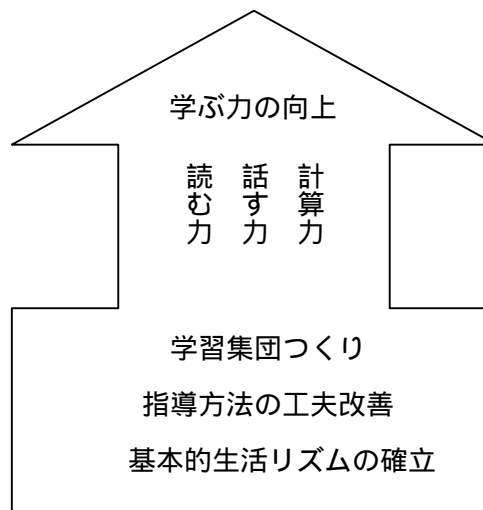 学ぶ力の向上
読む力
話す力
計算力
学習集団つくり
指導方法の工夫改善
基本的生活リズムの確立